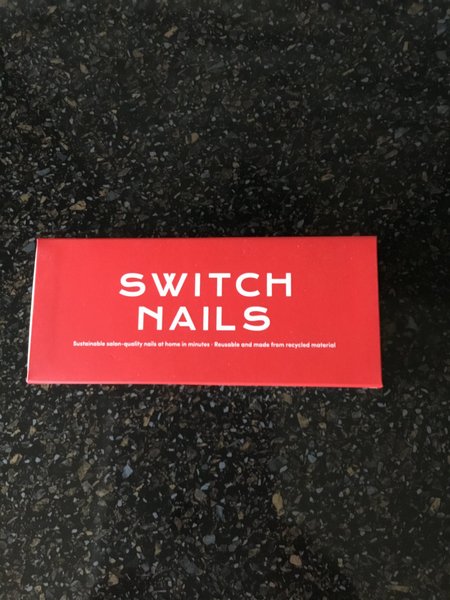 SWITCH
NAILS
Sustainable salon-quality nails at home in minutes · Reusable and made from recycled material